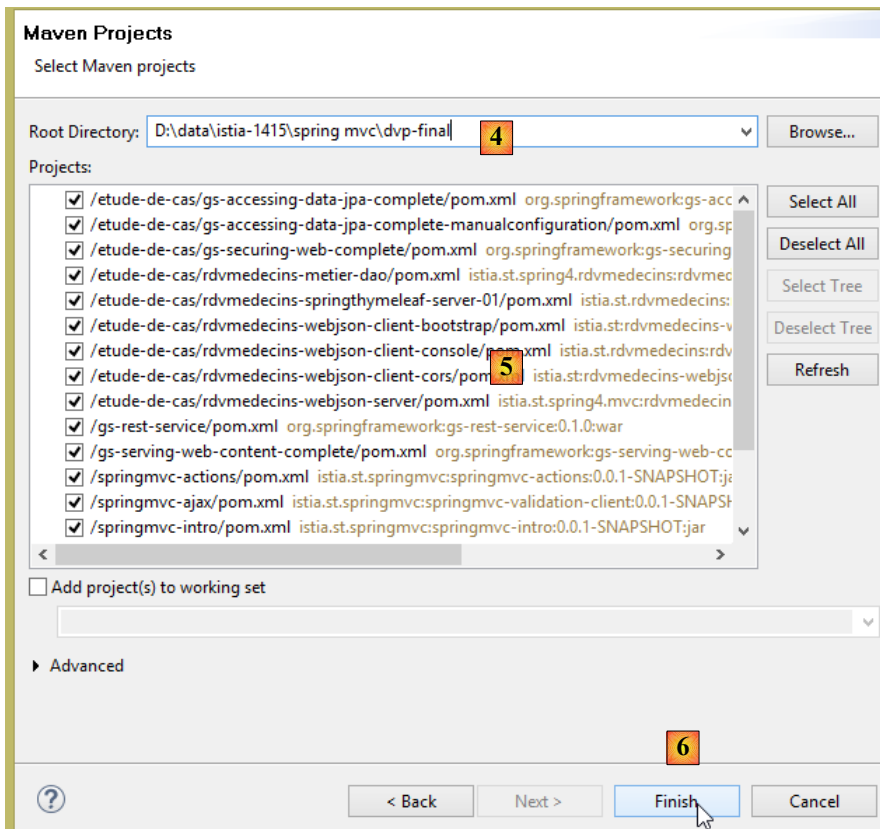 Maven Projects
Select Maven projects
Root Directory: D:\data\istia-1415\spring mvc\dvp-final 4 Browse...
Projects:
/etude-de-cas/gs-accessing-data-jpa-complete/pom.xml org.springframework:gs-acc Select All
/etude-de-cas/gs-accessing-data-jpa-complete-manualconfiguration/pom.xml org.sp
/etude-de-cas/gs-securing-web-complete/pom.xml org.springframework:gs-securing Deselect All
/etude-de-cas/rdvmedecins-metier-dao/pom.xml istia.st.spring4.rdvmedecins:rdvmed
/etude-de-cas/rdvmedecins-springthymeleaf-server-01/pom.xml istia.st.rdvmedecins: Select Tree
/etude-de-cas/rdvmedecins-webjson-client-bootstrap/pom.xml istia.st:rdvmedecins-w Deselect Tree
/etude-de-cas/rdvmedecins-webjson-client-console/pom.xml istia.st.rdvmedecins:rdv
/etude-de-cas/rdvmedecins-webjson-client-cors/pom 5 istia.st:rdvmedecins-webjso Refresh
/etude-de-cas/rdvmedecins-webjson-server/pom.xml istia.st.spring4.mvc:rdvmedecin
/gs-rest-service/pom.xml org.springframework:gs-rest-service:0.1.0:war
/gs-serving-web-content-complete/pom.xml org.springframework:gs-serving-web-co
/springmvc-actions/pom.xml istia.st.springmvc:springmvc-actions:0.0.1-SNAPSHOT:ja
/springmvc-ajax/pom.xml istia.st.springmvc:springmvc-validation-client:0.0.1-SNAPSH
/springmvc-intro/pom.xml istia.st.springmvc:springmvc-intro:0.0.1-SNAPSHOT:jar
Add project(s) to working set
Advanced
6
? < Back Next > Finish Cancel